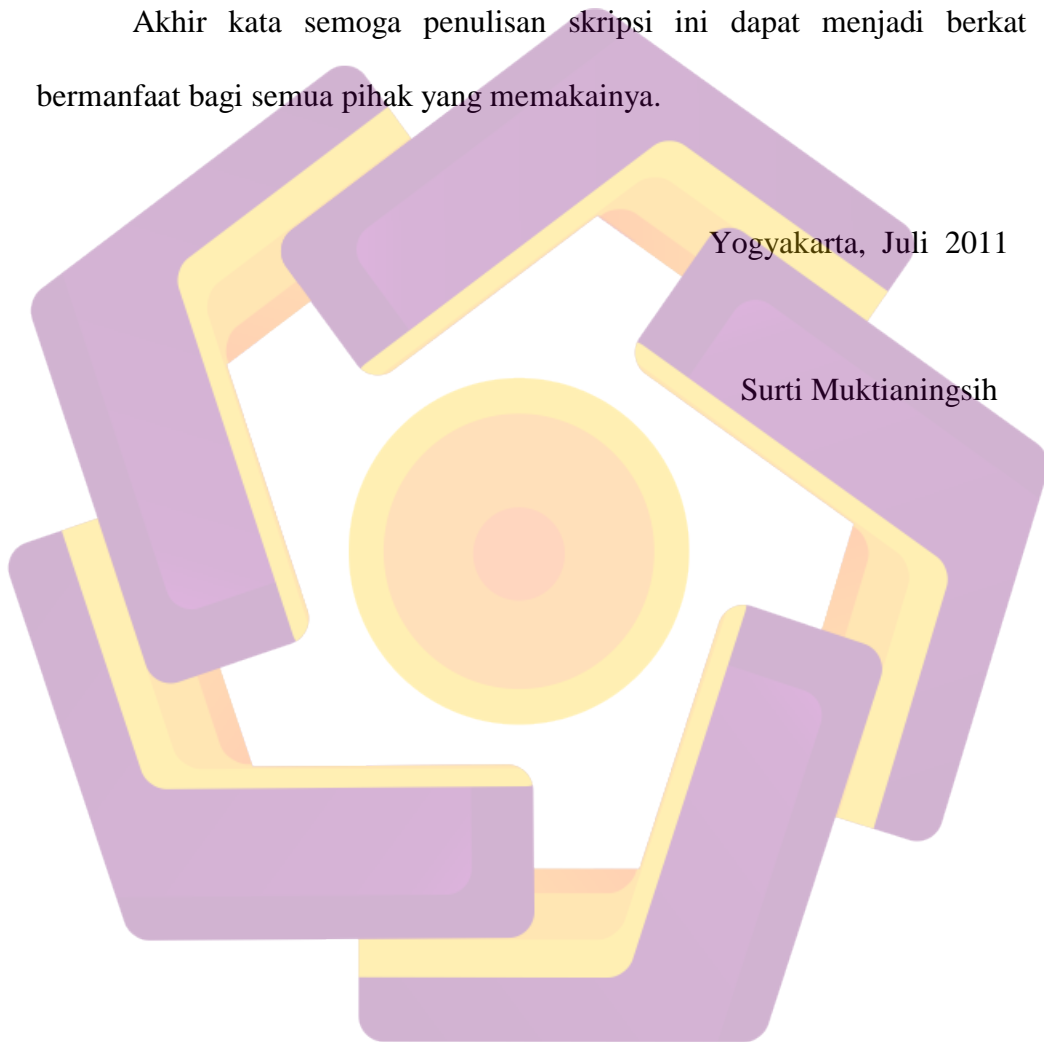 Akhir kata semoga penulisan skripsi ini dapat menjadi berkat
bermanfaat bagi semua pihak yang memakainya.
Yogyakarta, Juli 2011
Surti Muktianingsih